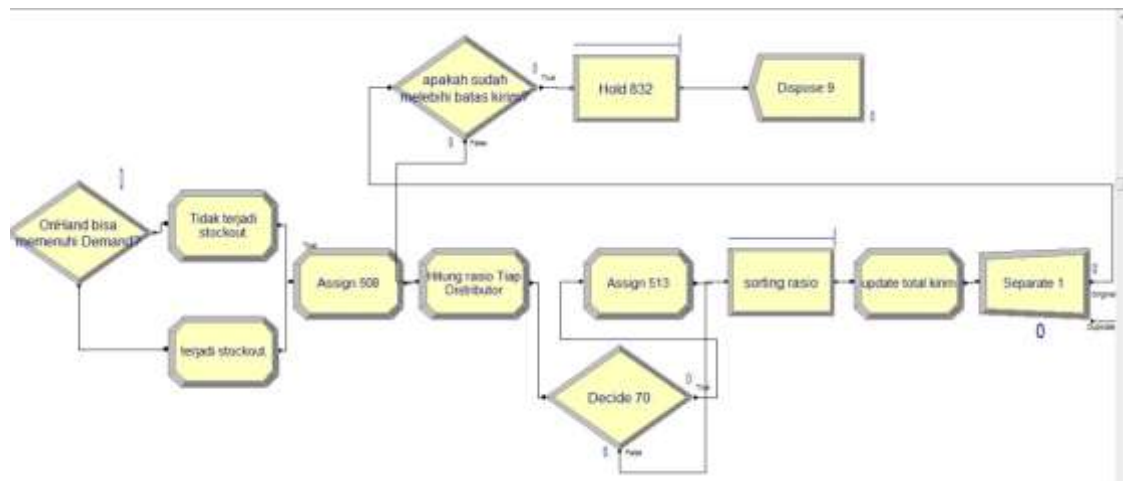 apakah sudah
melebihi batas kirim?
True
False
Hold 832
Dispose 9
0
OnHand bisa
memenuhi Demand?
True
Tidak terjadi
stockout
terjadi stockout
Assign 508
Hitung rasio Tiap
Distributor
Assign 513
Decide 70
True
False
sorting rasio
update total kirim
Separate 1
0
Original
Duplicate